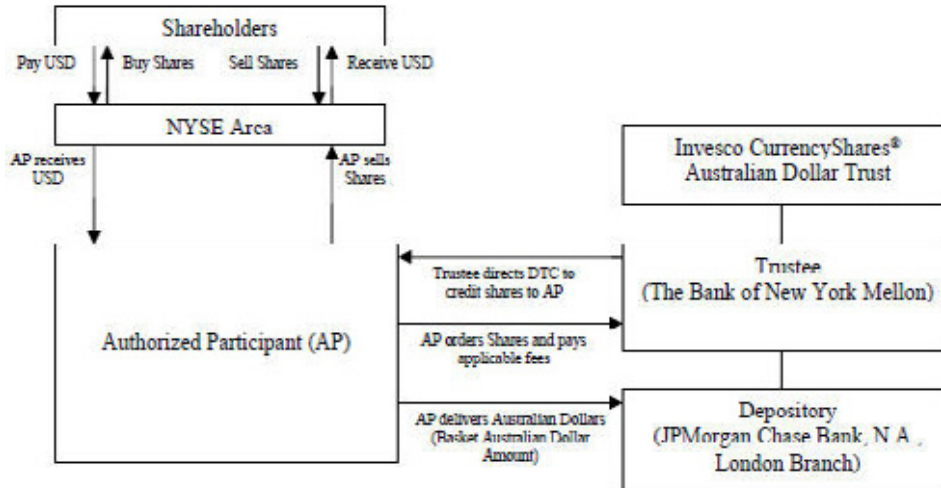 Shareholders
Pay USD
Buy Shares
Sell Shares
Receive USD
NYSE Arca
AP receives
USD
AP sells
Shares
Invesco CurrencyShares®
Australian Dollar Trust
Trustee directs DTC to
credit shares to AP
Trustee
(The Bank of New York Mellon)
Authorized Participant (AP)
AP orders Shares and pays
applicable fees
AP delivers Australian Dollars
(Basket Australian Dollar
Amount)
Depository
(JPMorgan Chase Bank, N.A.,
London Branch)